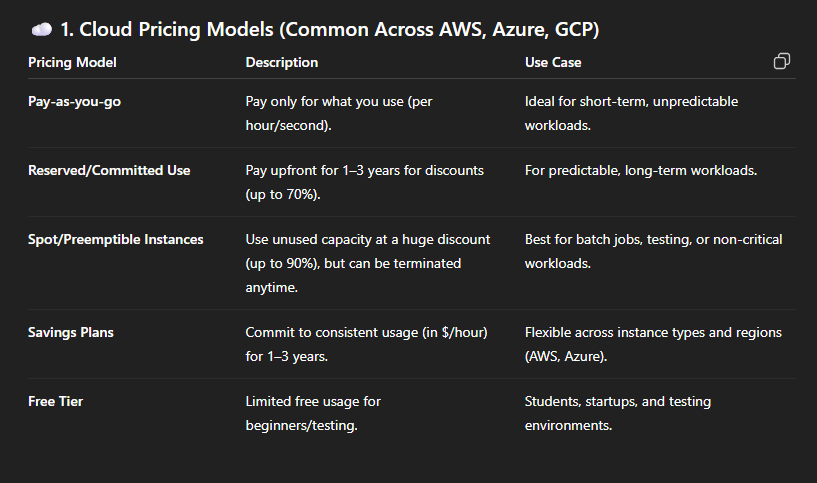 ☁️ 1. Cloud Pricing Models (Common Across AWS, Azure, GCP)
Pricing Model Description Use Case
Pay-as-you-go Pay only for what you use (per Ideal for short-term, unpredictable
hour/second). workloads.
Reserved/Committed Use Pay upfront for 1–3 years for discounts For predictable, long-term workloads.
(up to 70%).
Spot/Preemptible Instances Use unused capacity at a huge discount Best for batch jobs, testing, or non-critical
(up to 90%), but can be terminated workloads.
anytime.
Savings Plans Commit to consistent usage (in $/hour) Flexible across instance types and regions
for 1–3 years. (AWS, Azure).
Free Tier Limited free usage for Students, startups, and testing
beginners/testing. environments.